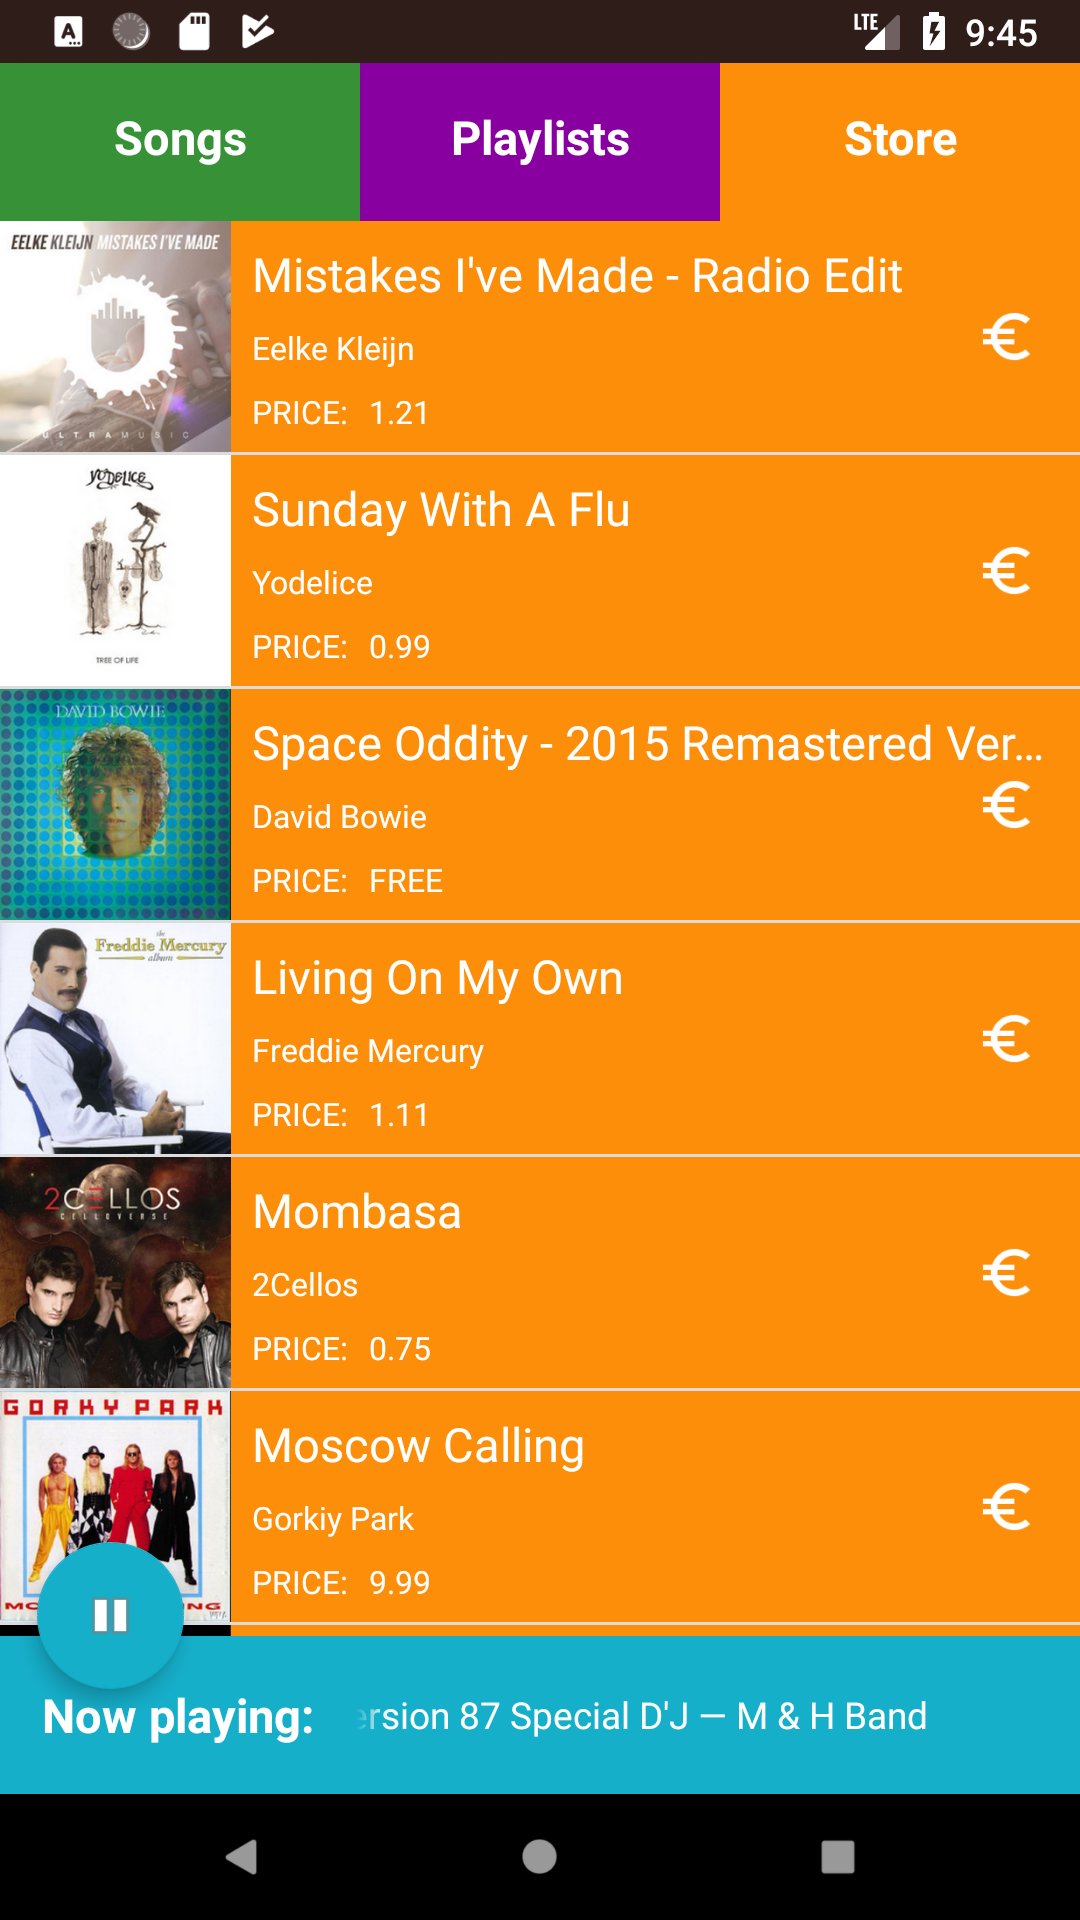 LTE 9:45
Songs Playlists Store
EELKE KLEIJN MISTAKES I'VE MADE
ULTRAMUSIC
Mistakes I've Made - Radio Edit
Eelke Kleijn
PRICE: 1.21
€
YODELICE
TREE OF LIFE
Sunday With A Flu
Yodelice
PRICE: 0.99
€
DAVID BOWIE
Space Oddity - 2015 Remastered Ver...
David Bowie
PRICE: FREE
€
the
Freddie Mercury
album
Living On My Own
Freddie Mercury
PRICE: 1.11
€
2CELLOS
CELLOVERSE
Mombasa
2Cellos
PRICE: 0.75
€
GORKY PARK
Moscow Calling
Gorkiy Park
PRICE: 9.99
€
Now playing: ersion 87 Special D'J — M & H Band